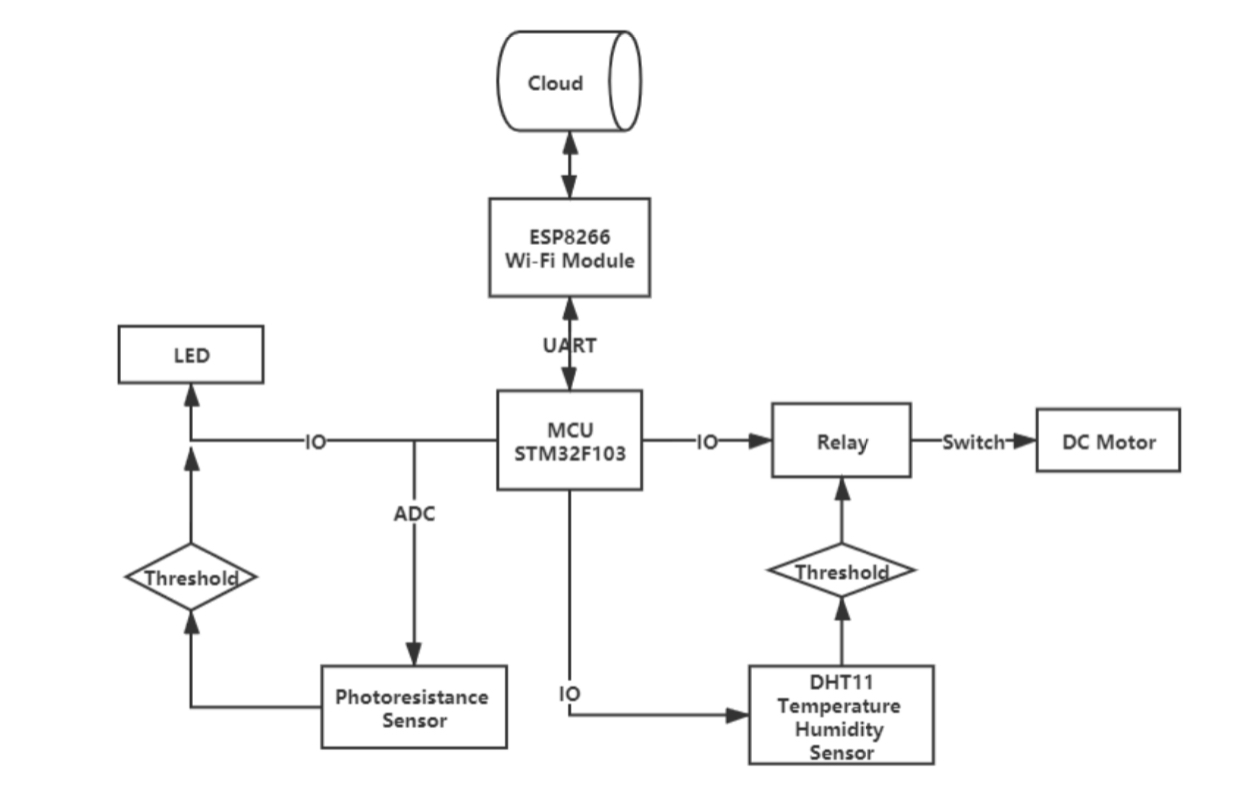 Cloud
ESP8266
Wi-Fi Module
UART
LED
MCU
STM32F103
IO
IO
Relay
Switch
DC Motor
ADC
Threshold
Threshold
Photoresistance
Sensor
IO
DHT11
Temperature
Humidity
Sensor